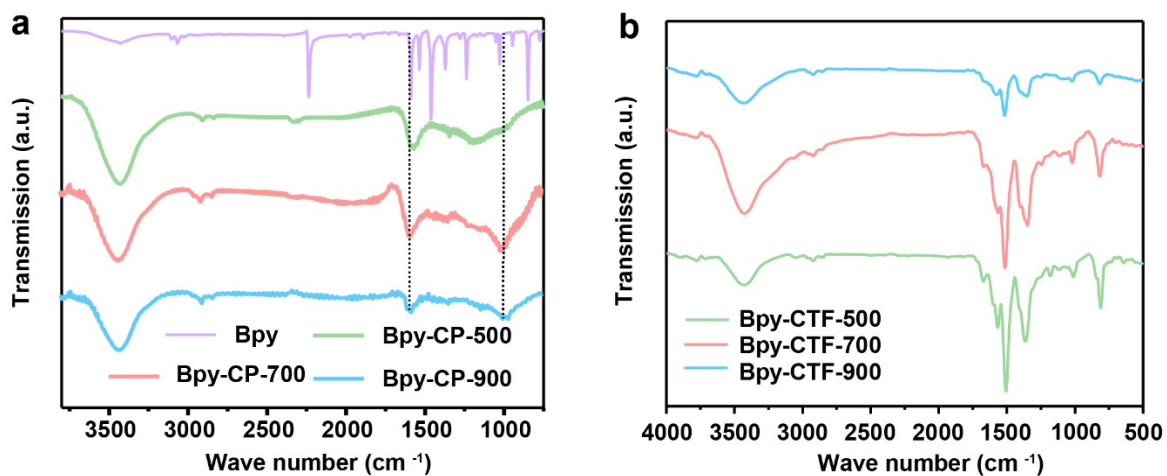 a
Transmission (a.u.)
Bpy
Bpy-CP-500
Bpy-CP-700
Bpy-CP-900
3500 3000 2500 2000 1500 1000
Wave number (cm -1)
b
Transmission (a.u.)
Bpy-CTF-500
Bpy-CTF-700
Bpy-CTF-900
4000 3500 3000 2500 2000 1500 1000 500
Wave number (cm -1)